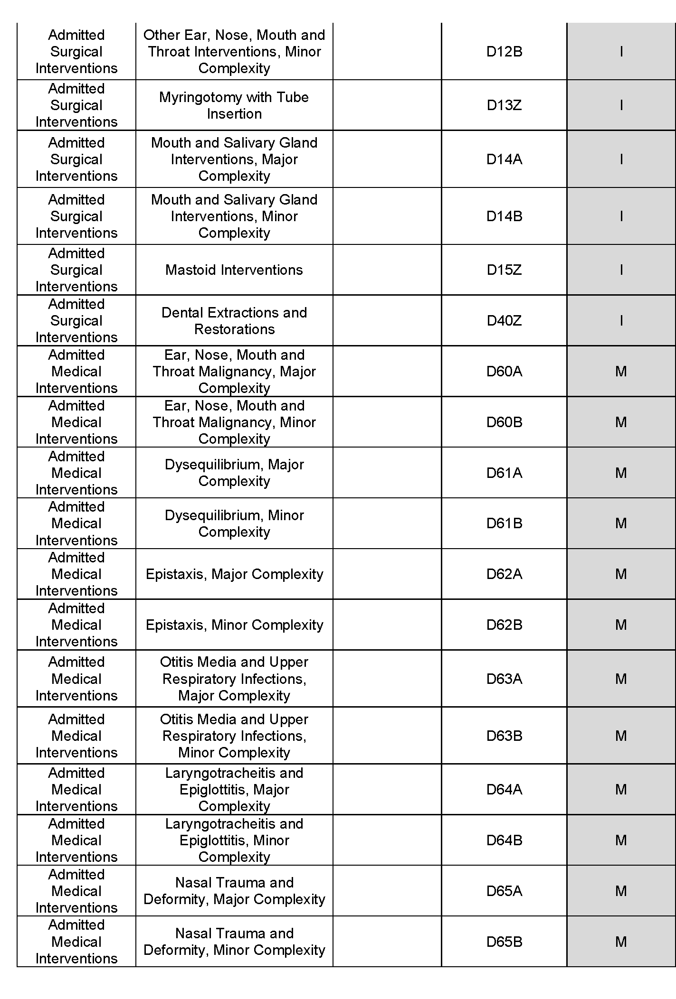 Admitted
Surgical
Interventions
Other Ear, Nose, Mouth and
Throat Interventions, Minor
Complexity
D12B
I
Admitted
Surgical
Interventions
Myringotomy with Tube
Insertion
D13Z
I
Admitted
Surgical
Interventions
Mouth and Salivary Gland
Interventions, Major
Complexity
D14A
I
Admitted
Surgical
Interventions
Mouth and Salivary Gland
Interventions, Minor
Complexity
D14B
I
Admitted
Surgical
Interventions
Mastoid Interventions
D15Z
I
Admitted
Surgical
Interventions
Dental Extractions and
Restorations
D40Z
I
Admitted
Medical
Interventions
Ear, Nose, Mouth and
Throat Malignancy, Major
Complexity
D60A
M
Admitted
Medical
Interventions
Ear, Nose, Mouth and
Throat Malignancy, Minor
Complexity
D60B
M
Admitted
Medical
Interventions
Dysequilibrium, Major
Complexity
D61A
M
Admitted
Medical
Interventions
Dysequilibrium, Minor
Complexity
D61B
M
Admitted
Medical
Interventions
Epistaxis, Major Complexity
D62A
M
Admitted
Medical
Interventions
Epistaxis, Minor Complexity
D62B
M
Admitted
Medical
Interventions
Otitis Media and Upper
Respiratory Infections,
Major Complexity
D63A
M
Admitted
Medical
Interventions
Otitis Media and Upper
Respiratory Infections,
Minor Complexity
D63B
M
Admitted
Medical
Interventions
Laryngotracheitis and
Epiglottitis, Major
Complexity
D64A
M
Admitted
Medical
Interventions
Laryngotracheitis and
Epiglottitis, Minor
Complexity
D64B
M
Admitted
Medical
Interventions
Nasal Trauma and
Deformity, Major Complexity
D65A
M
Admitted
Medical
Interventions
Nasal Trauma and
Deformity, Minor Complexity
D65B
M